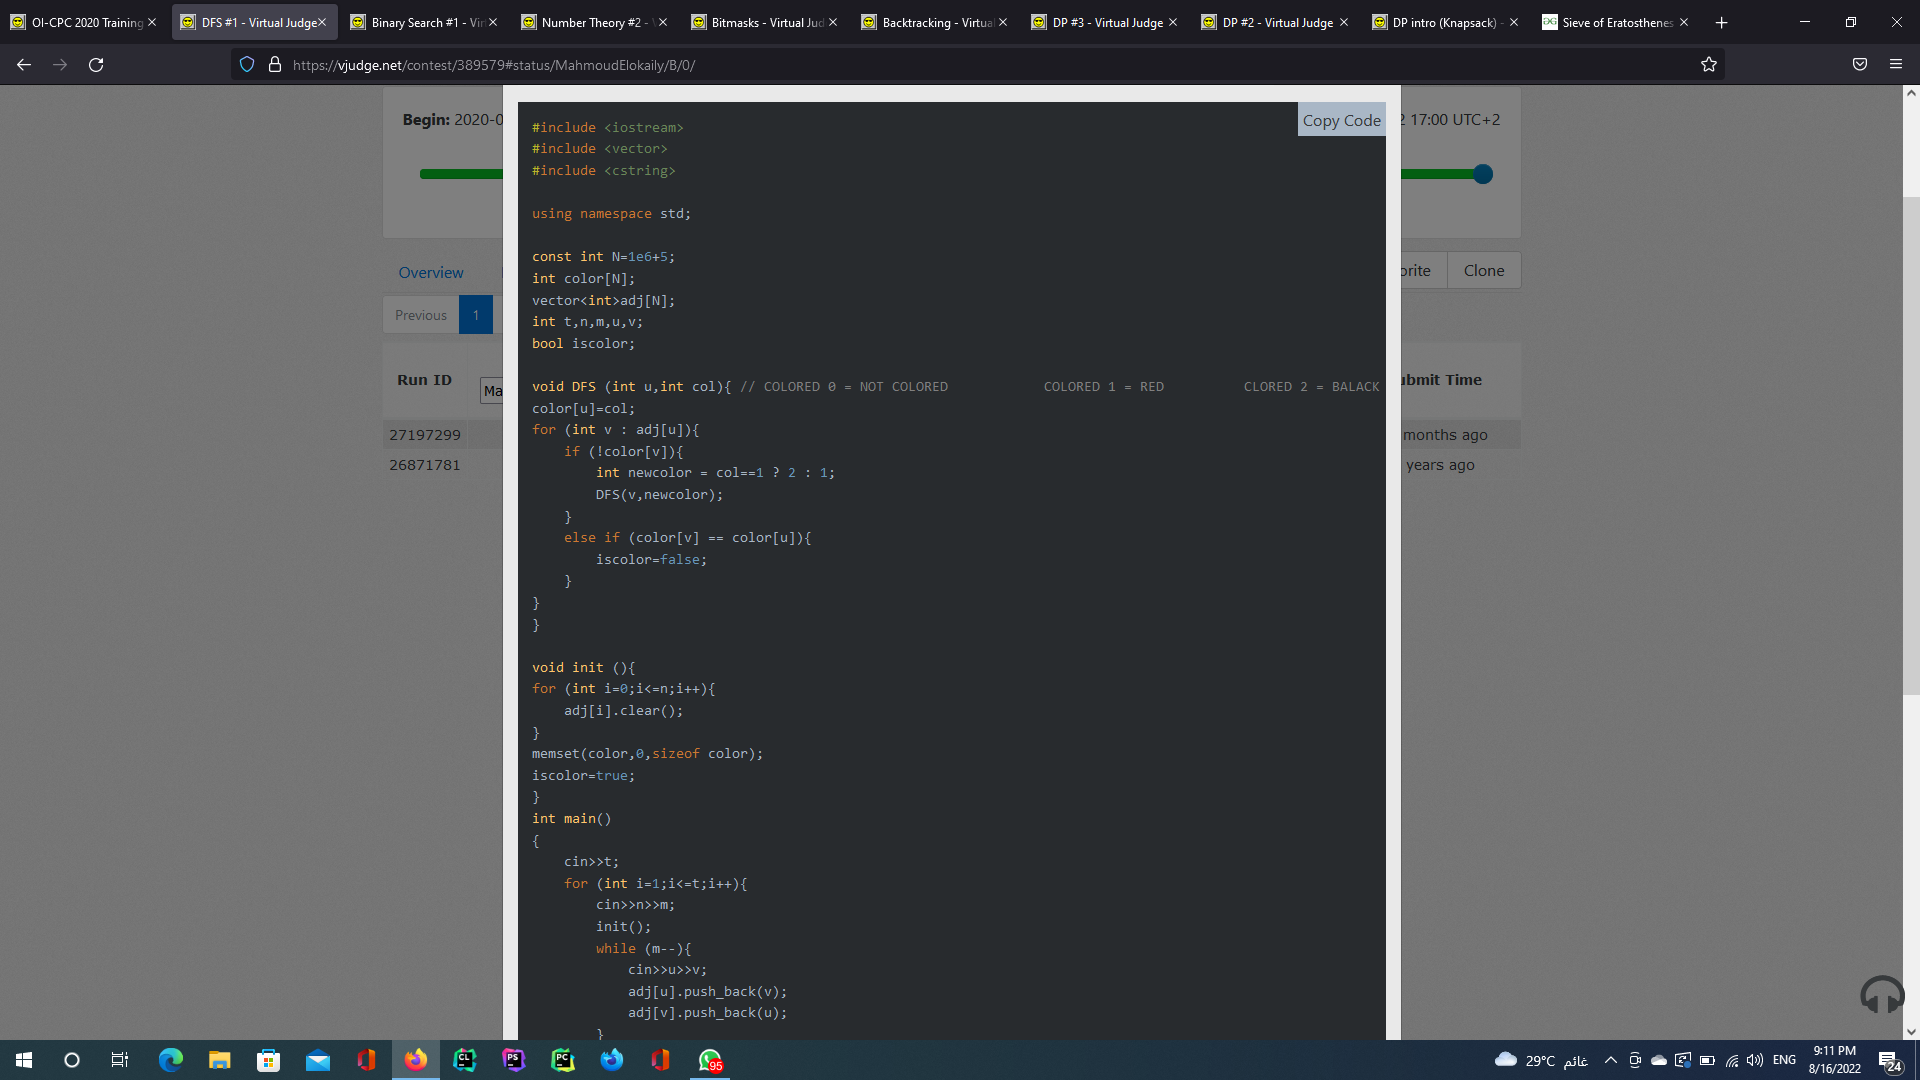 OI-CPC 2020 Training
DFS #1 - Virtual Judge
Binary Search #1 - Vir
Number Theory #2 - V
Bitmasks - Virtual Jud
Backtracking - Virtual
DP #3 - Virtual Judge
DP #2 - Virtual Judge
DP intro (Knapsack) -
Sieve of Eratosthenes
https://vjudge.net/contest/389579#status/MahmoudElokaily/B/0/
Begin: 2020-0
2 17:00 UTC+2
Overview
orite
Clone
Previous
1
Run ID
Ma
ubmit Time
27197299
months ago
26871781
years ago
Copy Code
#include <iostream>
#include <vector>
#include <cstring>
using namespace std;
const int N=1e6+5;
int color[N];
vector<int>adj[N];
int t,n,m,u,v;
bool iscolor;
void DFS (int u,int col){ // COLORED 0 = NOT COLORED            COLORED 1 = RED          CLORED 2 = BALACK
color[u]=col;
for (int v : adj[u]){
    if (!color[v]){
        int newcolor = col==1 ? 2 : 1;
        DFS(v,newcolor);
    }
    else if (color[v] == color[u]){
        iscolor=false;
    }
}
}
void init (){
for (int i=0;i<=n;i++){
    adj[i].clear();
}
memset(color,0,sizeof color);
iscolor=true;
}
int main()
{
    cin>>t;
    for (int i=1;i<=t;i++){
        cin>>n>>m;
        init();
        while (m--){
            cin>>u>>v;
            adj[u].push_back(v);
            adj[v].push_back(u);
        }
CL
PS
PC
95
29°C غائم
ENG
9:11 PM
8/16/2022
24